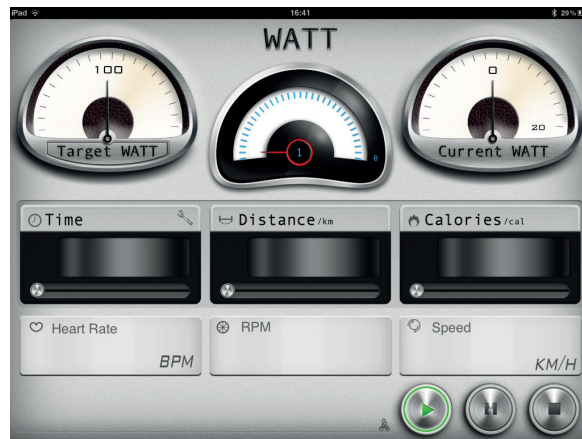 iPad 16:41 29%
WATT
100
Target WATT
1
0
0
20
Current WATT
Time
Distance/km
Calories/cal
Heart Rate
BPM
RPM
Speed
KM/H